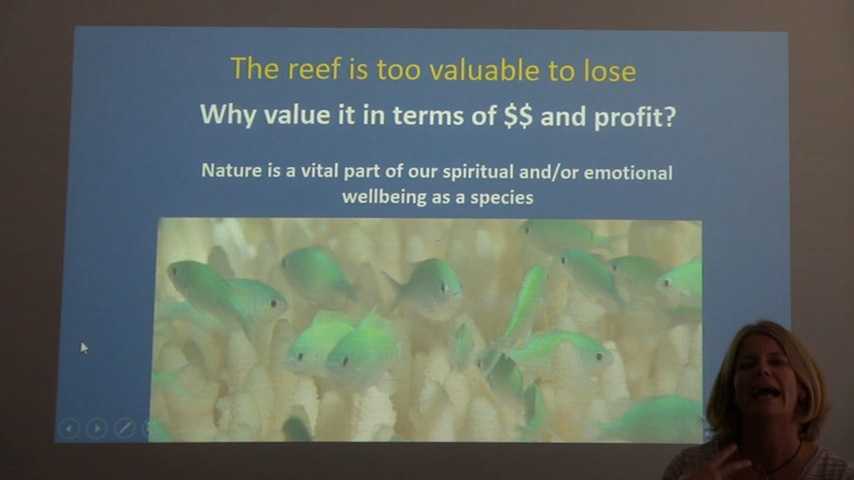 The reef is too valuable to lose
Why value it in terms of $$ and profit?
Nature is a vital part of our spiritual and/or emotional
wellbeing as a species